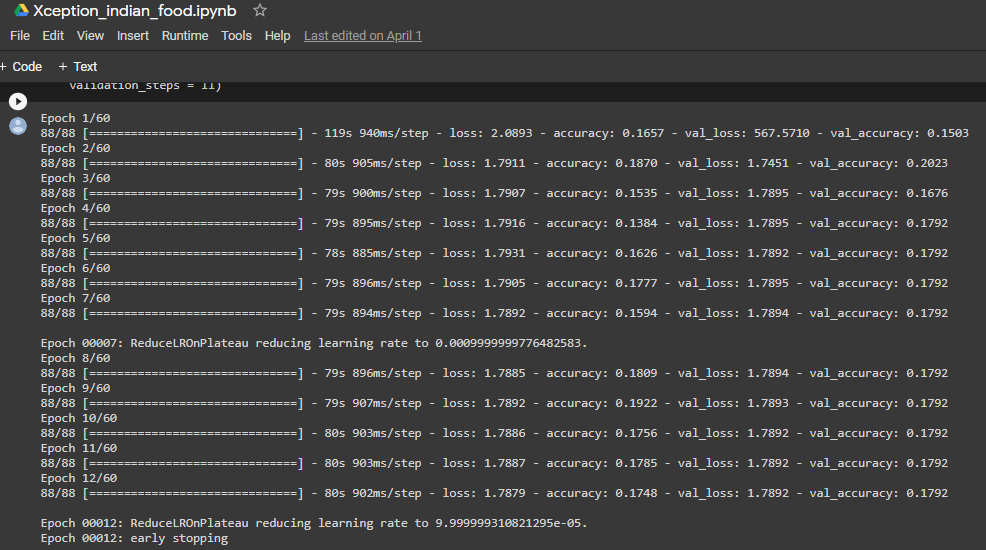 Xception_indian_food.ipynb
File Edit View Insert Runtime Tools Help Last edited on April 1
+ Code + Text
validation_steps = 11)
Epoch 1/60
88/88 [==============================] - 119s 940ms/step - loss: 2.0893 - accuracy: 0.1657 - val_loss: 567.5710 - val_accuracy: 0.1503
Epoch 2/60
88/88 [==============================] - 80s 905ms/step - loss: 1.7911 - accuracy: 0.1870 - val_loss: 1.7451 - val_accuracy: 0.2023
Epoch 3/60
88/88 [==============================] - 79s 900ms/step - loss: 1.7907 - accuracy: 0.1535 - val_loss: 1.7895 - val_accuracy: 0.1676
Epoch 4/60
88/88 [==============================] - 79s 895ms/step - loss: 1.7916 - accuracy: 0.1384 - val_loss: 1.7895 - val_accuracy: 0.1792
Epoch 5/60
88/88 [==============================] - 78s 885ms/step - loss: 1.7931 - accuracy: 0.1626 - val_loss: 1.7892 - val_accuracy: 0.1792
Epoch 6/60
88/88 [==============================] - 79s 896ms/step - loss: 1.7905 - accuracy: 0.1777 - val_loss: 1.7895 - val_accuracy: 0.1792
Epoch 7/60
88/88 [==============================] - 79s 894ms/step - loss: 1.7892 - accuracy: 0.1594 - val_loss: 1.7894 - val_accuracy: 0.1792
Epoch 00007: ReduceLROnPlateau reducing learning rate to 0.0009999999776482583.
Epoch 8/60
88/88 [==============================] - 79s 896ms/step - loss: 1.7885 - accuracy: 0.1809 - val_loss: 1.7894 - val_accuracy: 0.1792
Epoch 9/60
88/88 [==============================] - 79s 907ms/step - loss: 1.7892 - accuracy: 0.1922 - val_loss: 1.7893 - val_accuracy: 0.1792
Epoch 10/60
88/88 [==============================] - 80s 903ms/step - loss: 1.7886 - accuracy: 0.1756 - val_loss: 1.7892 - val_accuracy: 0.1792
Epoch 11/60
88/88 [==============================] - 80s 903ms/step - loss: 1.7887 - accuracy: 0.1785 - val_loss: 1.7892 - val_accuracy: 0.1792
Epoch 12/60
88/88 [==============================] - 80s 902ms/step - loss: 1.7879 - accuracy: 0.1748 - val_loss: 1.7892 - val_accuracy: 0.1792
Epoch 00012: ReduceLROnPlateau reducing learning rate to 9.999999310821295e-05.
Epoch 00012: early stopping